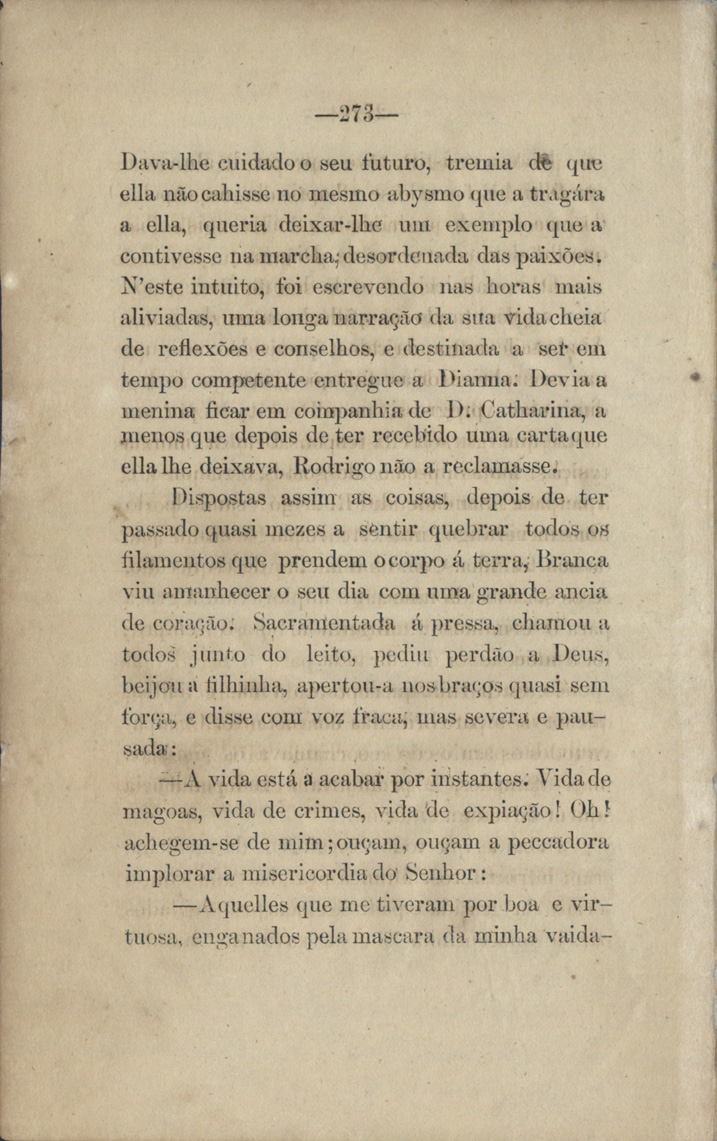 —273—
Dava-lhe cuidado o seu futuro, tremia de que
ella não cahisse no mesmo abysmo que a tragára
a ella, queria deixar-lhe um exemplo que a
contivesse na marcha; desordenada das paixões.
N'este intuito, foi escrevendo nas horas mais
aliviadas, uma longa narração da sua vida cheia
de reflexões e conselhos, e destinada a ser em
tempo competente entregue a Dianna. Devia a
menina ficar em companhia de D. Catharina, a
menos que depois de ter recebido uma carta que
ella lhe deixava, Rodrigo não a reclamasse.
Dispostas assim as coisas, depois de ter
passado quasi mezes a sentir quebrar todos os
filamentos que prendem o corpo á terra, Branca
viu amanhecer o seu dia com uma grande ancia
de coração. Sacramentada á pressa, chamou a
todos junto do leito, pediu perdão a Deus,
beijou a filhinha, apertou-a nos braços quasi sem
força, e disse com voz fraca, mas severa e pau-
sada:
—A vida está a acabar por instantes. Vida de
magoas, vida de crimes, vida de expiação! Oh!
achegem-se de mim; ouçam, ouçam a peccadora
implorar a misericordia do Senhor:
—Aquelles que me tiveram por boa e vir-
tuosa, enganados pela mascara da minha vaida-